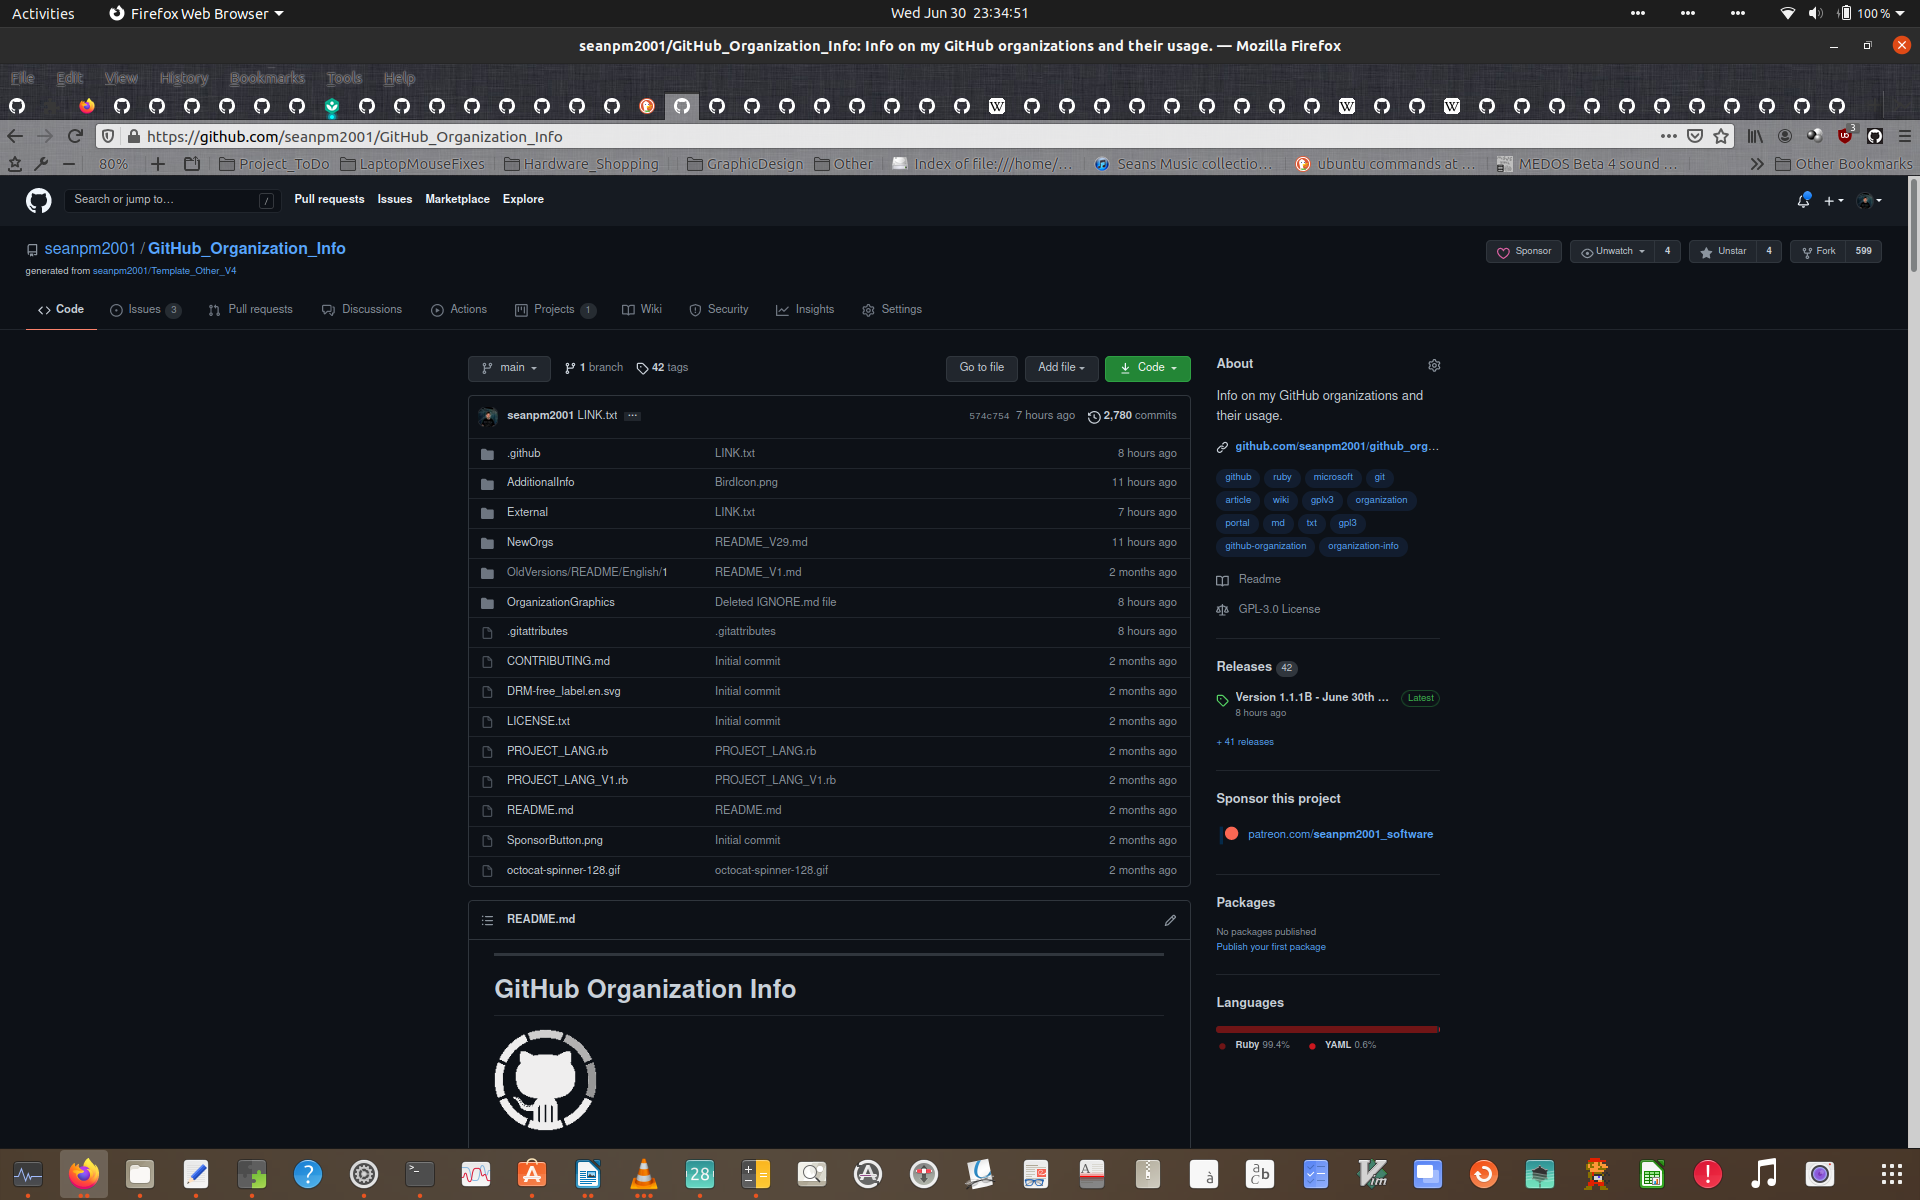 Activities Firefox Web Browser Wed Jun 30 23:34:51 100 %
seanpm2001/GitHub_Organization_Info: Info on my GitHub organizations and their usage. — Mozilla Firefox
File Edit View History Bookmarks Tools Help
https://github.com/seanpm2001/GitHub_Organization_Info 3
80% Project_ToDo LaptopMouseFixes Hardware_Shopping GraphicDesign Other Index of file:///home/... Seans Music collectio... ubuntu commands at ... MEDOS Beta 4 sound ... Other Bookmarks
Search or jump to... / Pull requests Issues Marketplace Explore
seanpm2001 / GitHub_Organization_Info Sponsor Unwatch 4 Unstar 4 Fork 599
generated from seanpm2001/Template_Other_V4
Code Issues 3 Pull requests Discussions Actions Projects 1 Wiki Security Insights Settings
main 1 branch 42 tags Go to file Add file Code
seanpm2001 LINK.txt ... 574c754 7 hours ago 2,780 commits
.github LINK.txt 8 hours ago
AdditionalInfo BirdIcon.png 11 hours ago
External LINK.txt 7 hours ago
NewOrgs README_V29.md 11 hours ago
OldVersions/README/English/1 README_V1.md 2 months ago
OrganizationGraphics Deleted IGNORE.md file 8 hours ago
.gitattributes .gitattributes 8 hours ago
CONTRIBUTING.md Initial commit 2 months ago
DRM-free_label.en.svg Initial commit 2 months ago
LICENSE.txt Initial commit 2 months ago
PROJECT_LANG.rb PROJECT_LANG.rb 2 months ago
PROJECT_LANG_V1.rb PROJECT_LANG_V1.rb 2 months ago
README.md README.md 2 months ago
SponsorButton.png Initial commit 2 months ago
octocat-spinner-128.gif octocat-spinner-128.gif 2 months ago
README.md
GitHub Organization Info
About
Info on my GitHub organizations and
their usage.
github.com/seanpm2001/github_org...
github ruby microsoft git
article wiki gplv3 organization
portal md txt gpl3
github-organization organization-info
Readme
GPL-3.0 License
Releases 42
Version 1.1.1B - June 30th ... Latest
8 hours ago
+ 41 releases
Sponsor this project
patreon.com/seanpm2001_software
Packages
No packages published
Publish your first package
Languages
Ruby 99.4% YAML 0.6%
28